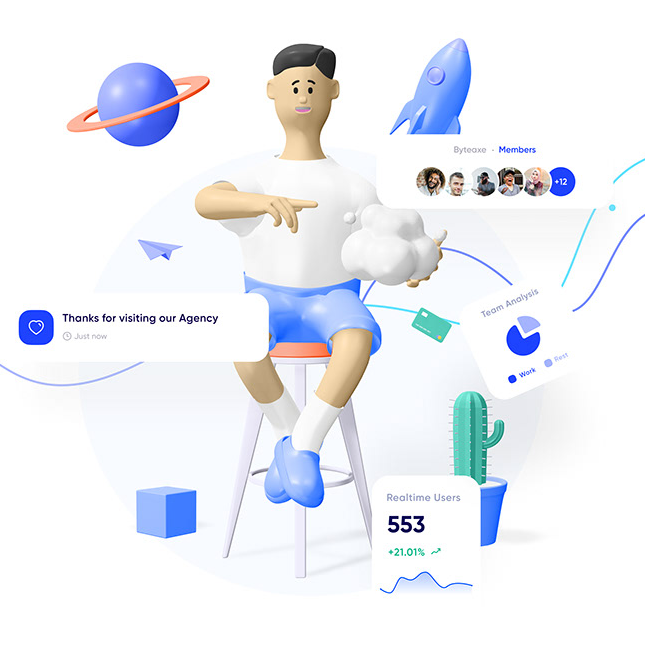 Byteaxe - Members
+12
Team Analysis
Work
Rest
Thanks for visiting our Agency
Just now
Realtime Users
553
+21.01%